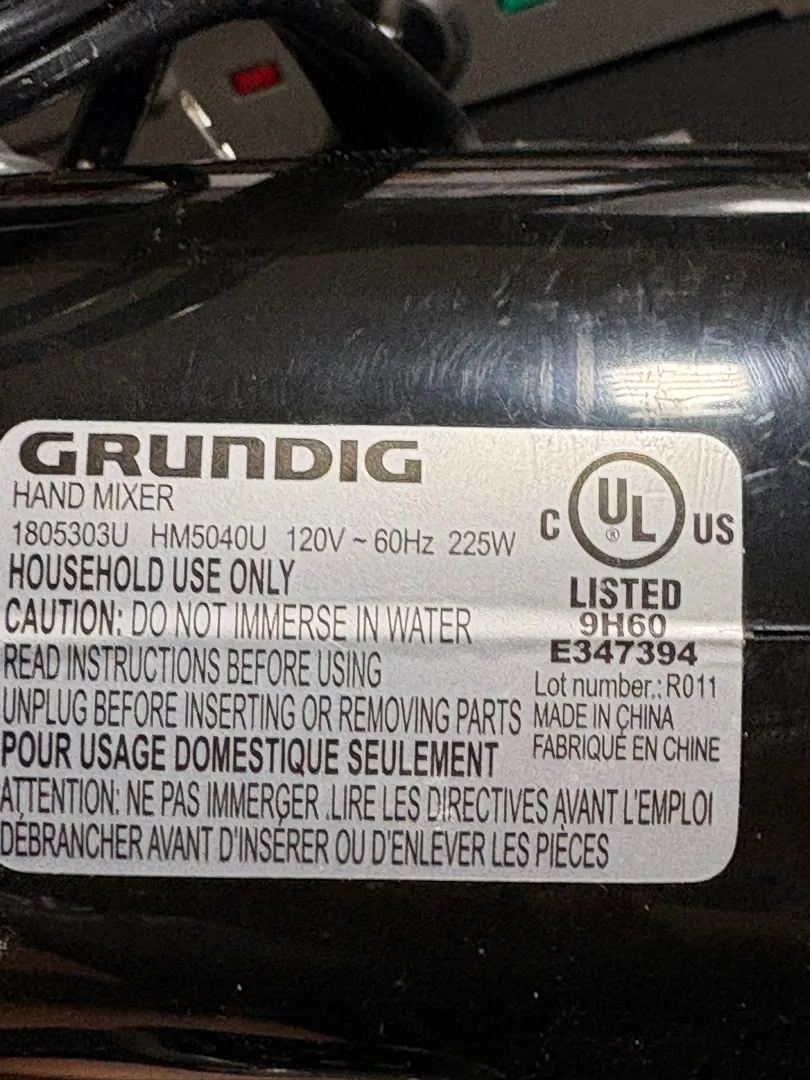 GRUNDIG
HAND MIXER
1805303U HM5040U 120V ~ 60Hz 225W
HOUSEHOLD USE ONLY
CAUTION: DO NOT IMMERSE IN WATER
READ INSTRUCTIONS BEFORE USING
UNPLUG BEFORE INSERTING OR REMOVING PARTS
POUR USAGE DOMESTIQUE SEULEMENT
ATTENTION: NE PAS IMMERGER .LIRE LES DIRECTIVES AVANT L'EMPLOI
DÉBRANCHER AVANT D'INSÉRER OU D'ENLEVER LES PIÈCES
C UL ® US
LISTED
9H60
E347394
Lot number.: R011
MADE IN CHINA
FABRIQUÉ EN CHINE